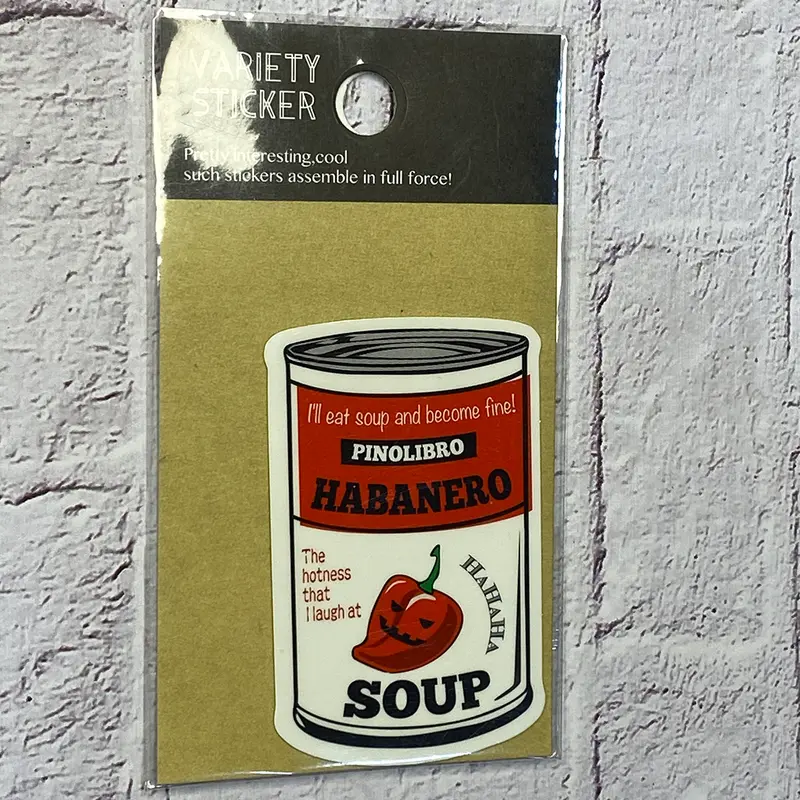 VARIETY
STICKER
Pretty,interesting,cool
such stickers assemble in full force!
I'll eat soup and become fine!
PINOLIBRO
HABANERO
The
hotness
that
I laugh at
HAHAHA
SOUP